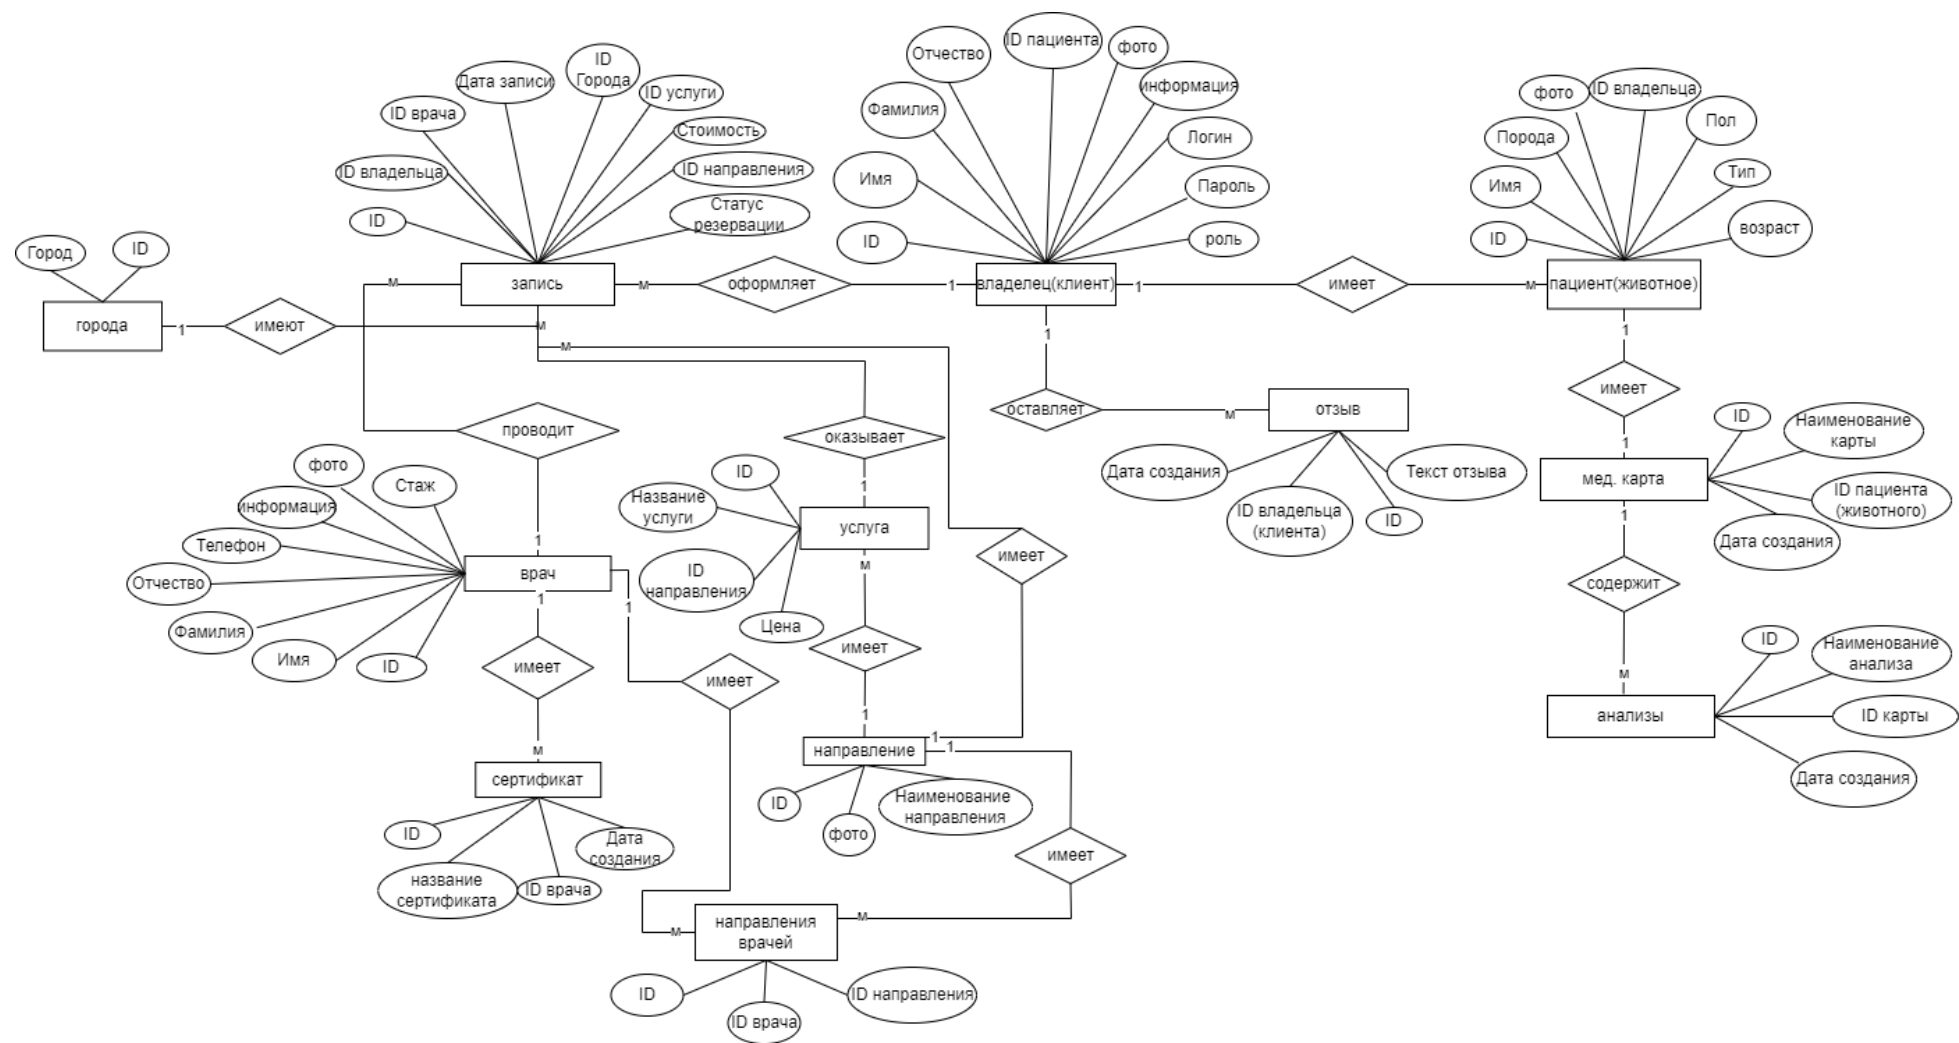 ID
Города
Дата записи
ID услуги
ID врача
Стоимость
ID владельца
ID направления
ID
Статус
резервации
запись
Отчество
ID пациента
фото
информация
Фамилия
Логин
Имя
Пароль
ID
роль
владелец(клиент)
фото
ID владельца
Порода
Пол
Имя
Тип
ID
возраст
пациент(животное)
Город
ID
города
1
имеют
м
м
м
оформляет
1
1
имеет
м
м
проводит
1
оказывает
1
1
оставляет
м
отзыв
Дата создания
Текст отзыва
ID владельца
(клиента)
ID
1
имеет
1
мед. карта
ID
Наименование
карты
ID пациента
(животного)
Дата создания
1
содержит
м
анализы
ID
Наименование
анализа
ID карты
Дата создания
фото
Стаж
информация
Телефон
Отчество
Фамилия
Имя
ID
врач
1
1
имеет
м
сертификат
ID
название
сертификата
ID врача
Дата
создания
ID
Название
услуги
ID
направления
Цена
услуга
м
имеет
1
имеет
1
имеет
направление
1
ID
фото
Наименование
направления
имеет
м
м
направления
врачей
ID
ID врача
ID направления